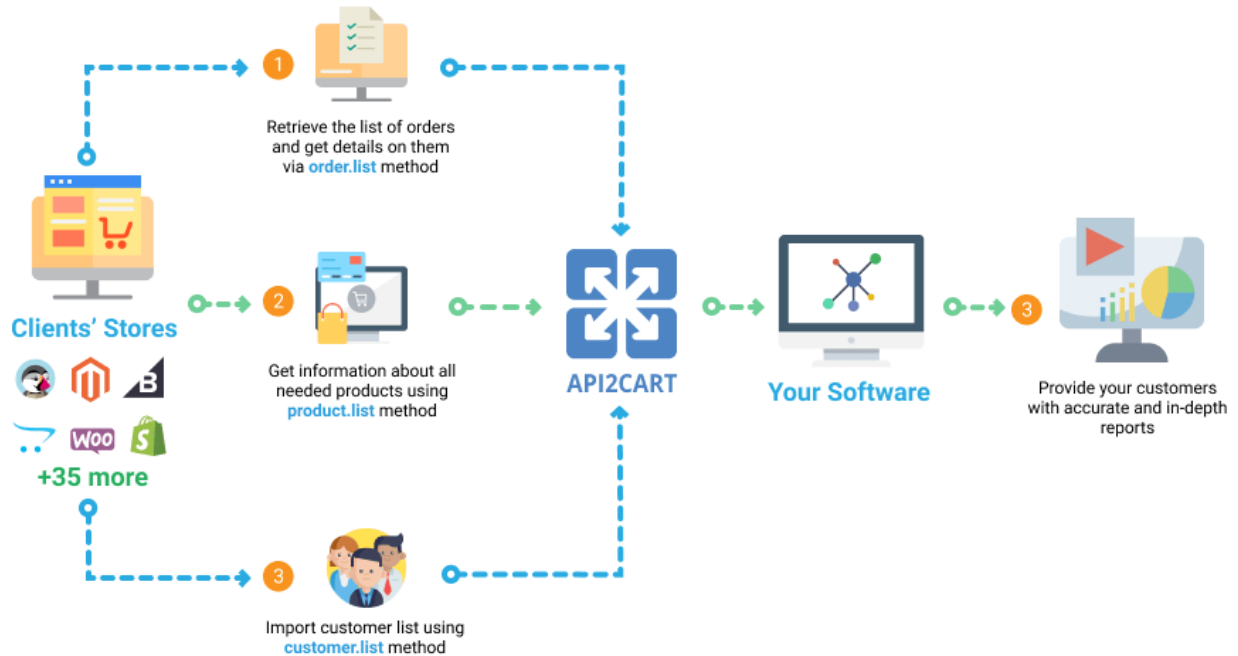 1
Retrieve the list of orders
and get details on them
via order.list method
Clients' Stores
B
WOO
S
+35 more
2
Get information about all
needed products using
product.list method
3
Import customer list using
customer.list method
API2CART
Your Software
3
Provide your customers
with accurate and in-depth
reports